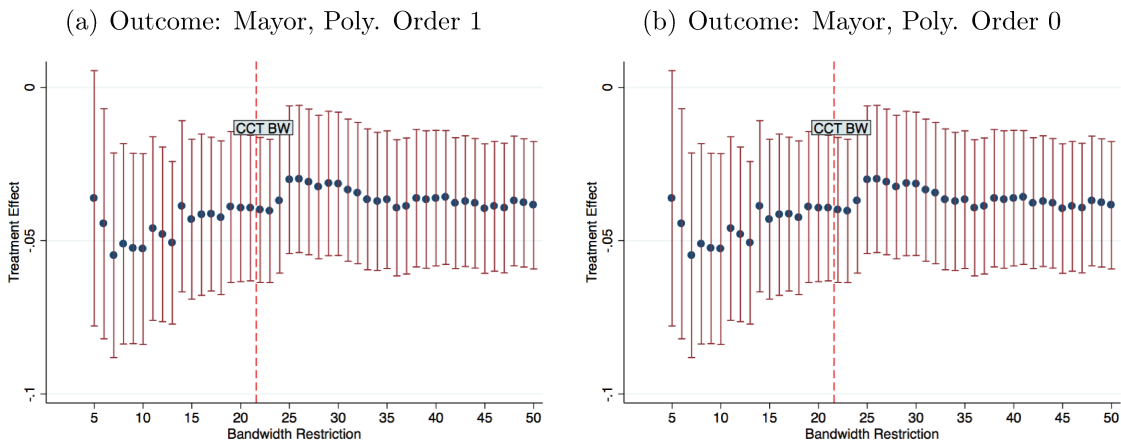 (a) Outcome: Mayor, Poly. Order 1
0
-.05
-.1
Treatment Effect
CCT BW
5 10 15 20 25 30 35 40 45 50
Bandwidth Restriction
(b) Outcome: Mayor, Poly. Order 0
0
-.05
-.1
Treatment Effect
CCT BW
5 10 15 20 25 30 35 40 45 50
Bandwidth Restriction